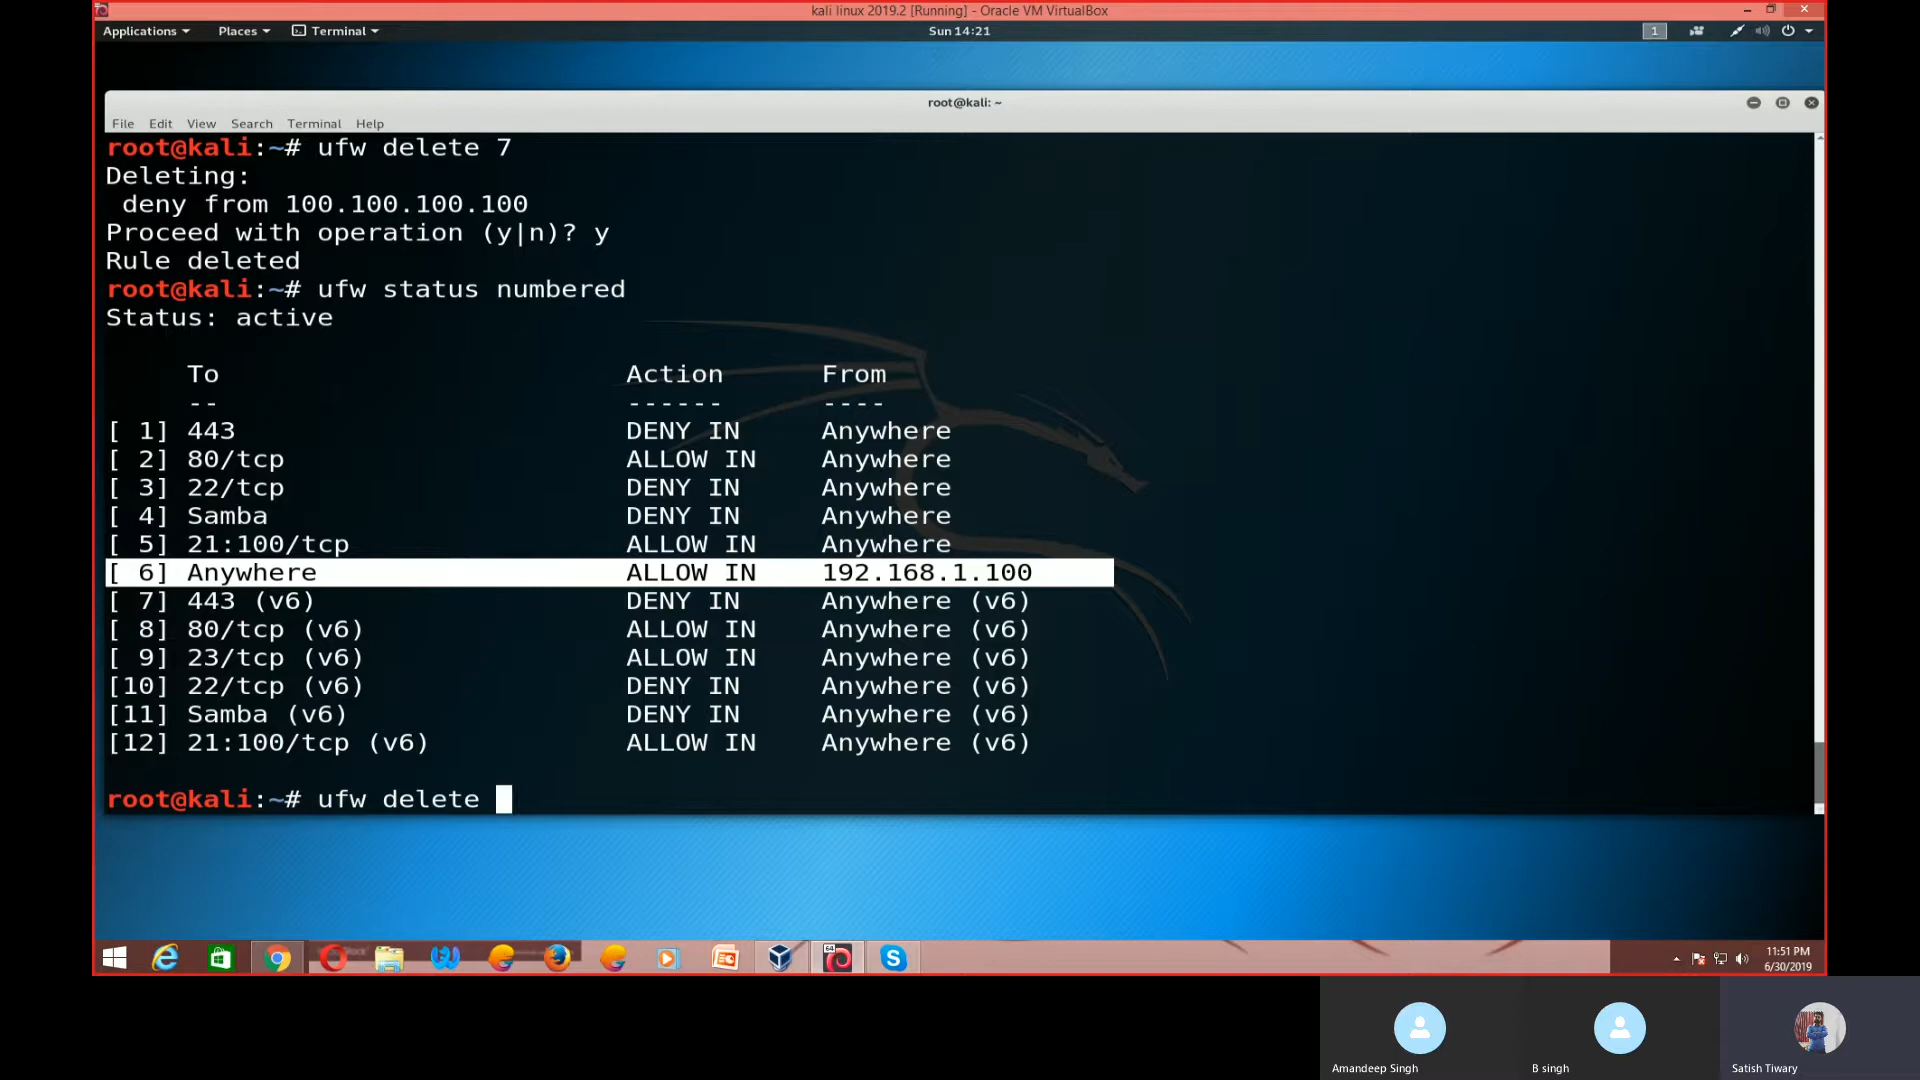 kali linux 2019.2 [Running] - Oracle VM VirtualBox
Applications Places Terminal Sun 14:21 1
root@kali: ~
File Edit View Search Terminal Help
root@kali:~# ufw delete 7
Deleting:
deny from 100.100.100.100
Proceed with operation (y|n)? y
Rule deleted
root@kali:~# ufw status numbered
Status: active
To Action From
-- ------ ----
[ 1] 443 DENY IN Anywhere
[ 2] 80/tcp ALLOW IN Anywhere
[ 3] 22/tcp DENY IN Anywhere
[ 4] Samba DENY IN Anywhere
[ 5] 21:100/tcp ALLOW IN Anywhere
[ 6] Anywhere ALLOW IN 192.168.1.100
[ 7] 443 (v6) DENY IN Anywhere (v6)
[ 8] 80/tcp (v6) ALLOW IN Anywhere (v6)
[ 9] 23/tcp (v6) ALLOW IN Anywhere (v6)
[10] 22/tcp (v6) DENY IN Anywhere (v6)
[11] Samba (v6) DENY IN Anywhere (v6)
[12] 21:100/tcp (v6) ALLOW IN Anywhere (v6)
root@kali:~# ufw delete
64
11:51 PM
6/30/2019
Amandeep Singh
B singh
Satish Tiwary